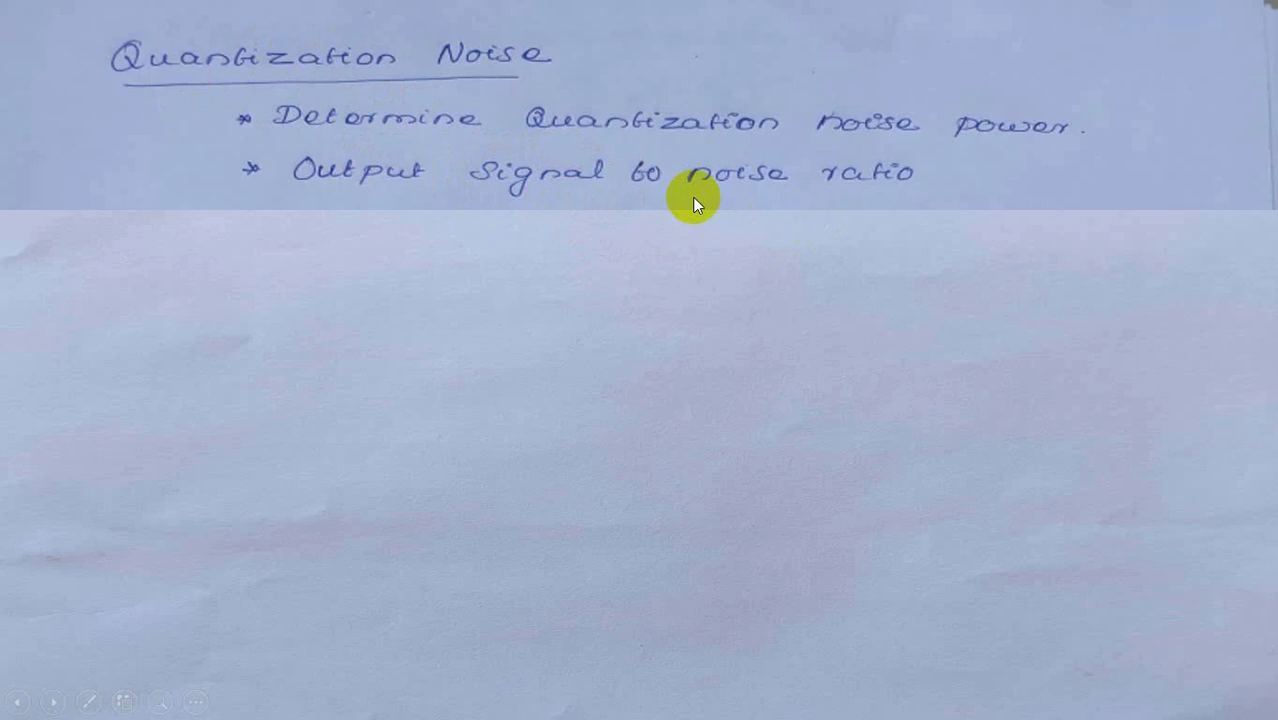 Quantization Noise
* Determine Quantization noise power.
* Output Signal to noise ratio